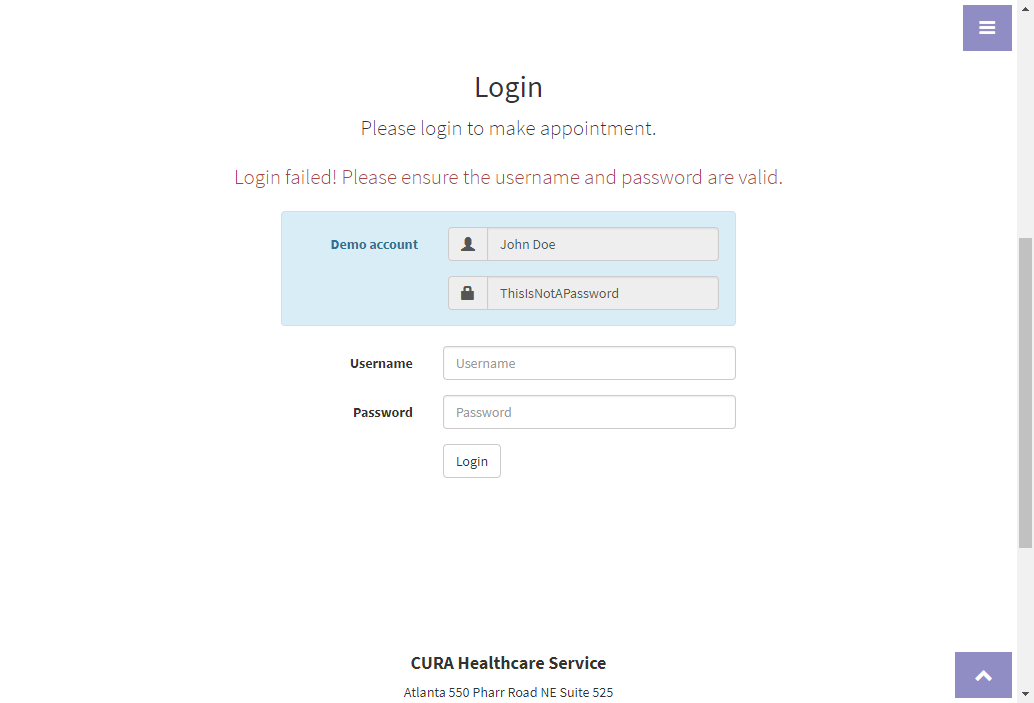 Login
Please login to make appointment.
Login failed! Please ensure the username and password are valid.
Demo account
John Doe
ThisIsNotAPassword
Username
Username
Password
Password
Login
CURA Healthcare Service
Atlanta 550 Pharr Road NE Suite 525